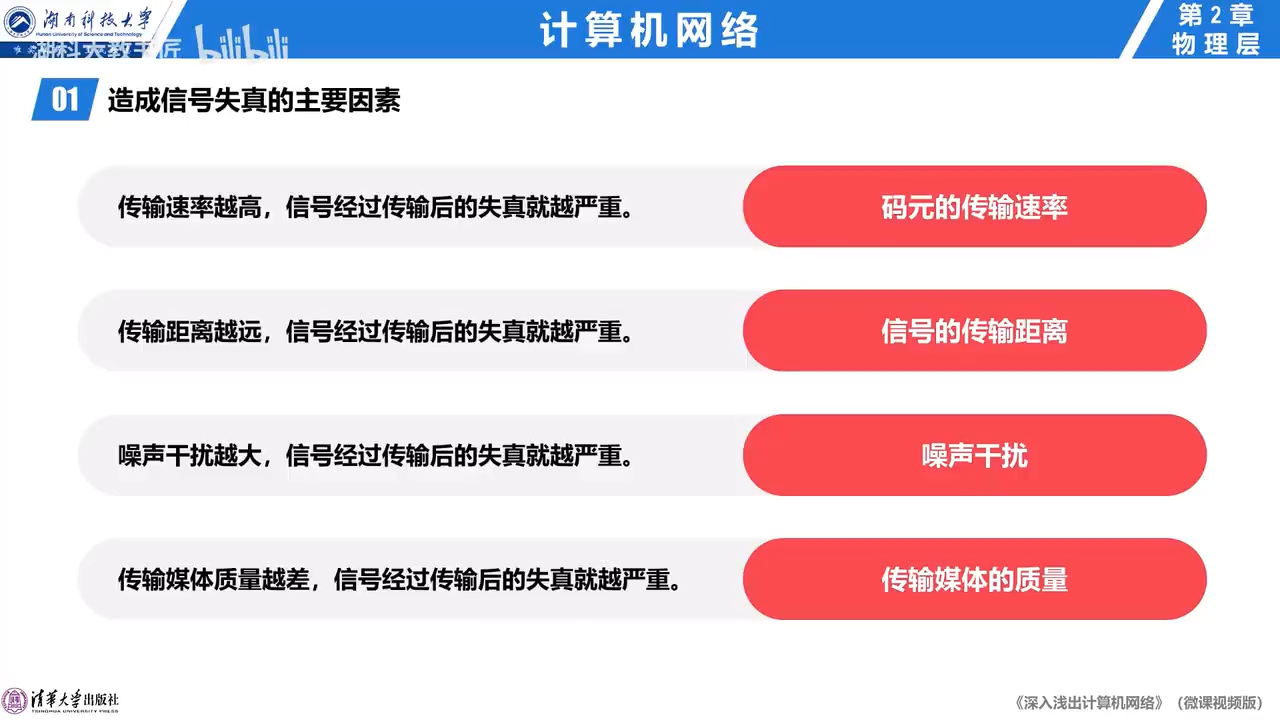 湖南科技大学
Hunan University of Science and Technology
湖科大教书匠
bilibili
计算机网络
第2章
物理层
01 造成信号失真的主要因素
传输速率越高，信号经过传输后的失真就越严重。 码元的传输速率
传输距离越远，信号经过传输后的失真就越严重。 信号的传输距离
噪声干扰越大，信号经过传输后的失真就越严重。 噪声干扰
传输媒体质量越差，信号经过传输后的失真就越严重。 传输媒体的质量
清华大学出版社
TSINGHUA UNIVERSITY PRESS
《深入浅出计算机网络》（微课视频版）